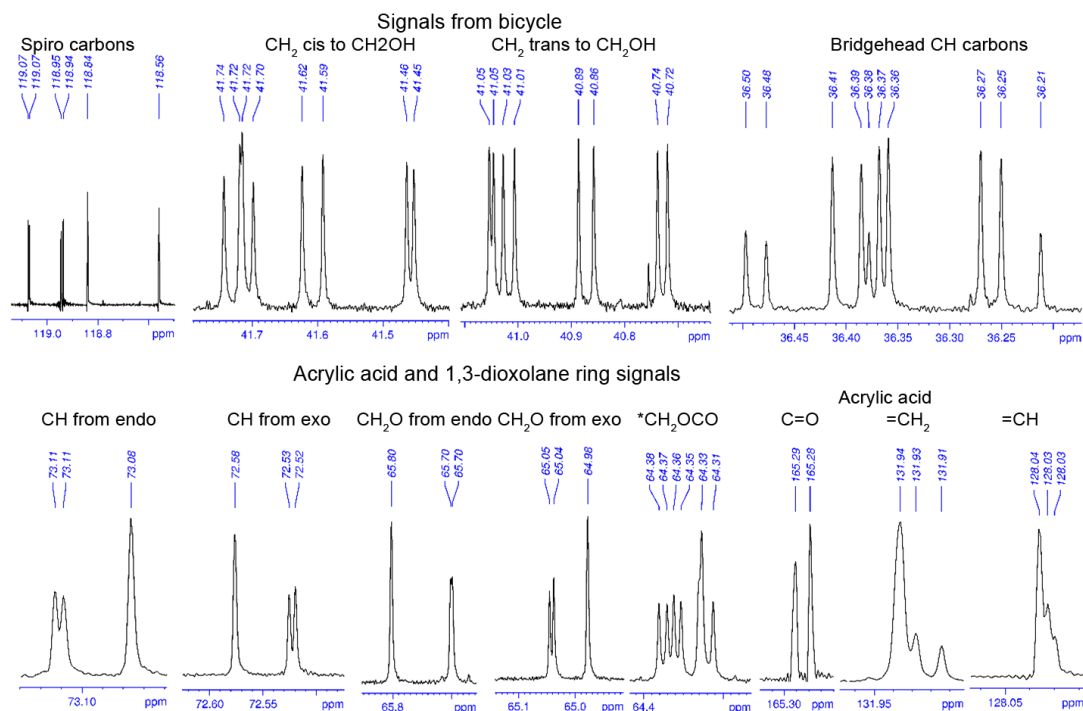 Signals from bicycle
Spiro carbons
CH2 cis to CH2OH
CH2 trans to CH2OH
Bridgehead CH carbons
119.07 119.07 118.95 118.94 118.84 118.56
41.74 41.72 41.72 41.70 41.62 41.59 41.46 41.45
41.05 41.05 41.03 41.01 40.89 40.86 40.74 40.72
36.50 36.48 36.41 36.39 36.38 36.37 36.36 36.27 36.25 36.21
119.0 118.8 ppm
41.7 41.6 41.5 ppm
41.0 40.9 40.8 ppm
36.45 36.40 36.35 36.30 36.25 ppm
Acrylic acid and 1,3-dioxolane ring signals
Acrylic acid
CH from endo
CH from exo
CH2O from endo
CH2O from exo
*CH2OCO
C=O
=CH2
=CH
73.11 73.11 73.08
72.58 72.53 72.52
65.80 65.70 65.70
65.05 65.04 64.98
64.38 64.37 64.36 64.35 64.33 64.31
165.29 165.28
131.94 131.93 131.91
128.04 128.03 128.03
73.10 ppm
72.60 72.55 ppm
65.8 ppm
65.1 65.0 ppm
64.4 ppm
165.30 ppm
131.95 ppm
128.05 ppm